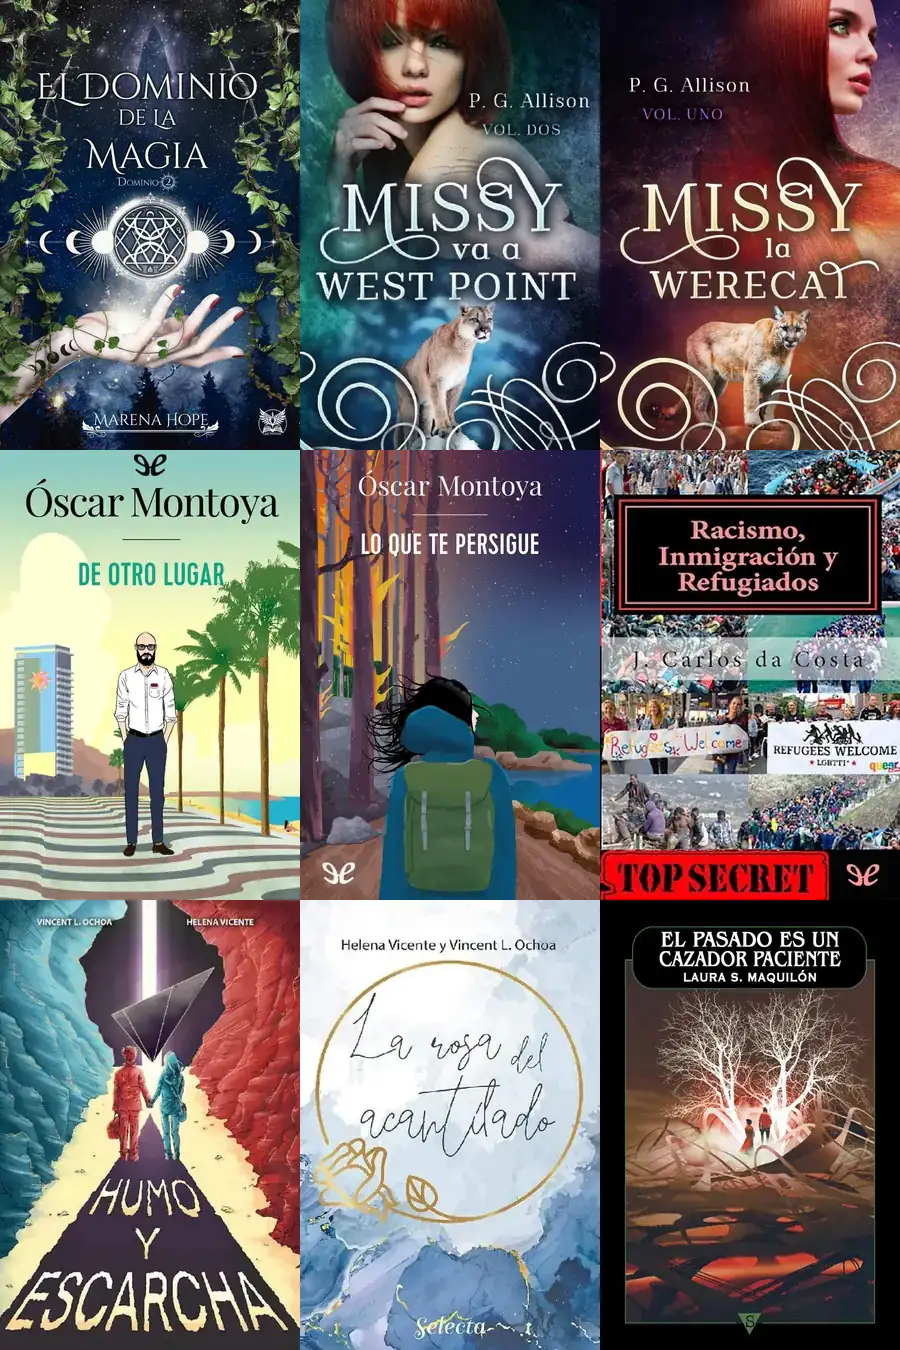 EL DOMINIO
DE LA
MAGIA
DOMINIO 2
MARENA HOPE
P. G. Allison
VOL. DOS
MISSY
va a
WEST POINT
P. G. Allison
VOL. UNO
MISSY
la
WERECAT
Óscar Montoya
DE OTRO LUGAR
Óscar Montoya
LO QUE TE PERSIGUE
Racismo,
Inmigración y
Refugiados
J. Carlos da Costa
Refugees Welcome
REFUGEES WELCOME
LGBTTI
queer
TOP SECRET
VINCENT L. OCHOA
HELENA VICENTE
HUMO
Y
ESCARCHA
Helena Vicente y Vincent L. Ochoa
La rosa del
acantilado
Selecta
EL PASADO ES UN
CAZADOR PACIENTE
LAURA S. MAQUILÓN
S